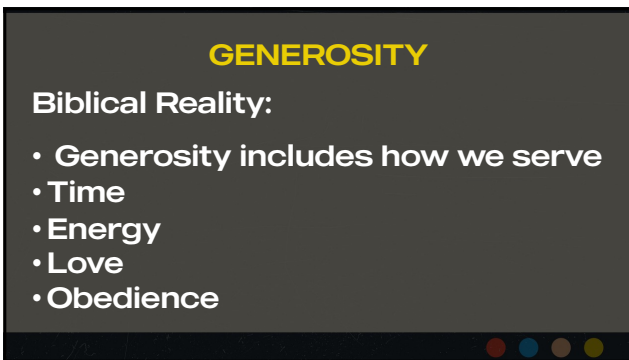 GENEROSITY
Biblical Reality:
• Generosity includes how we serve
• Time
• Energy
• Love
• Obedience